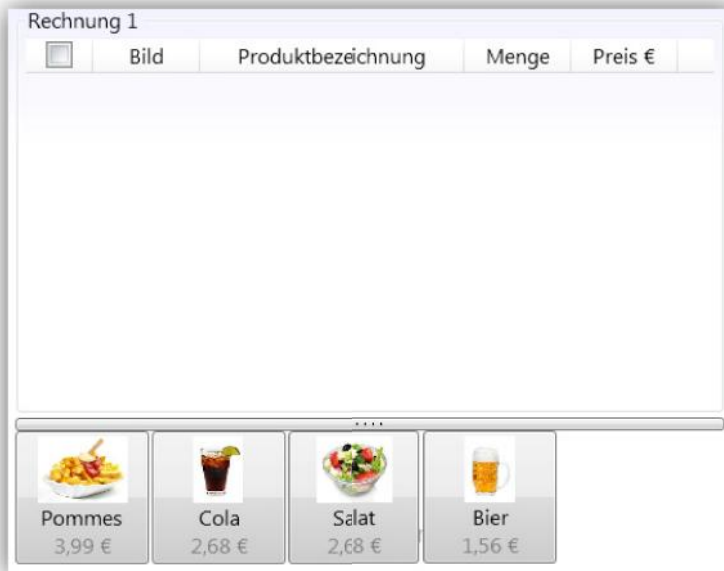 Rechnung 1
Bild Produktbezeichnung Menge Preis €
Pommes Cola Salat Bier
3,99 € 2,68 € 2,68 € 1,56 €